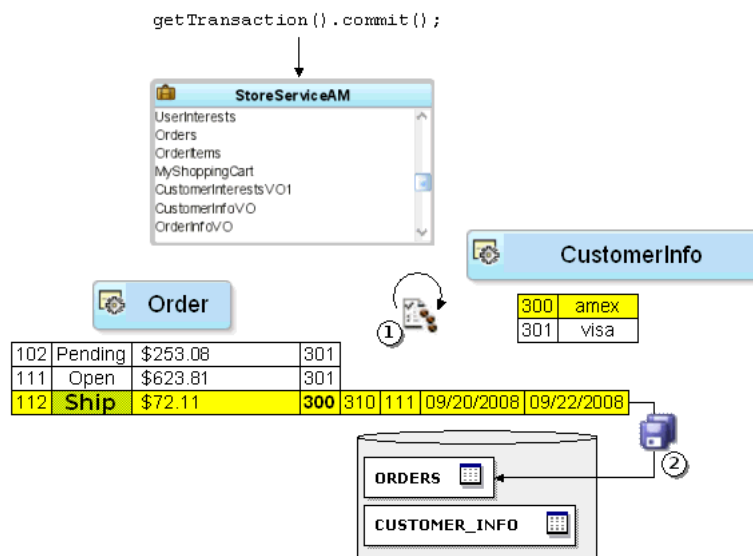 getTransaction().commit();
StoreServiceAM
UserInterests
Orders
OrderItems
MyShoppingCart
CustomerInterestsVO1
CustomerInfoVO
OrderInfoVO
CustomerInfo
Order
300 amex
301 visa
1
102 Pending $253.08 301
111 Open $623.81 301
112 Ship $72.11 300 310 111 09/20/2008 09/22/2008
2
ORDERS
CUSTOMER_INFO